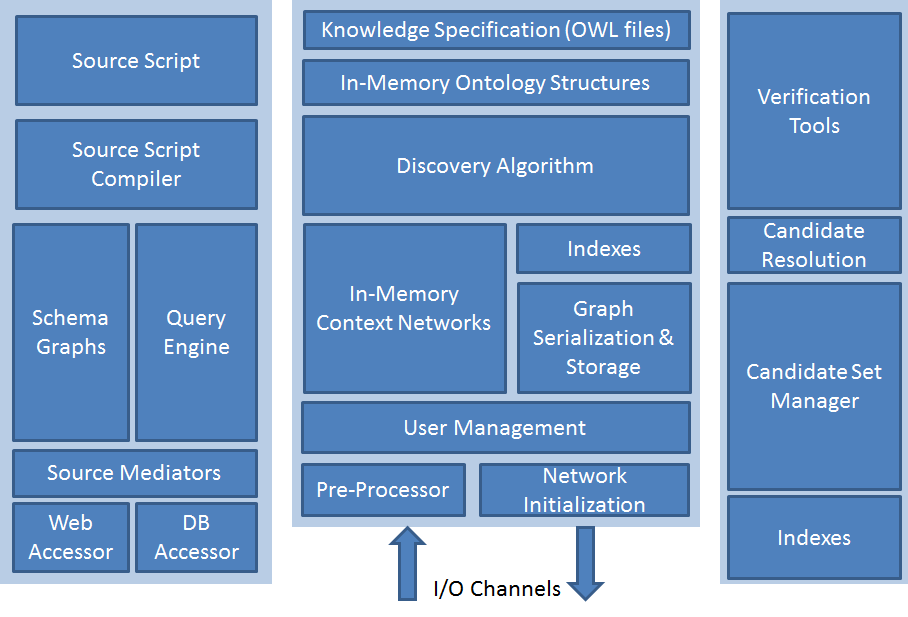 Source Script
Source Script
Compiler
Schema
Graphs
Query
Engine
Source Mediators
Web
Accessor
DB
Accessor
Knowledge Specification (OWL files)
In-Memory Ontology Structures
Discovery Algorithm
In-Memory
Context Networks
Indexes
Graph
Serialization &
Storage
User Management
Pre-Processor
Network
Initialization
I/O Channels
Verification
Tools
Candidate
Resolution
Candidate Set
Manager
Indexes